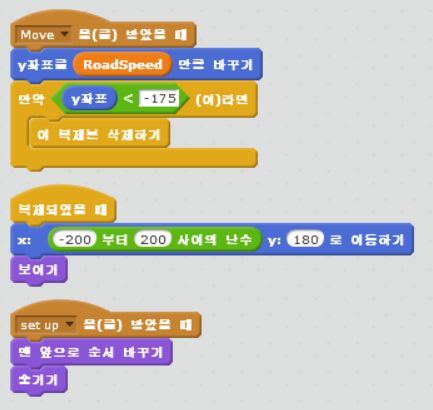 Move 을(를) 받았을 때
y좌표를 RoadSpeed 만큼 바꾸기
만약 y좌표 < -175 (이)라면
이 복제본 삭제하기
복제되었을 때
x: -200 부터 200 사이의 난수 y: 180 로 이동하기
보이기
set up 을(를) 받았을 때
맨 앞으로 순서 바꾸기
숨기기